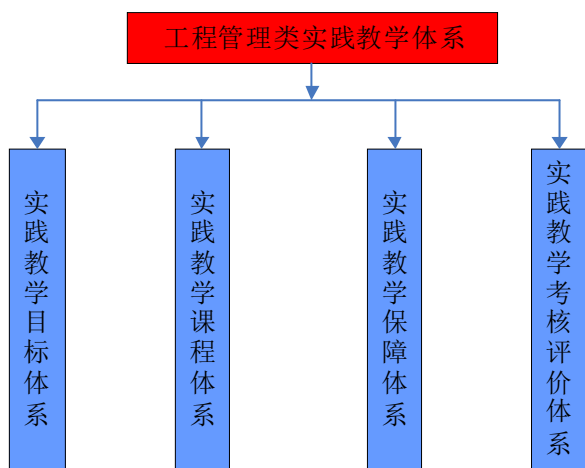 工程管理类实践教学体系
实践教学目标体系
实践教学课程体系
实践教学保障体系
实践教学考核评价体系